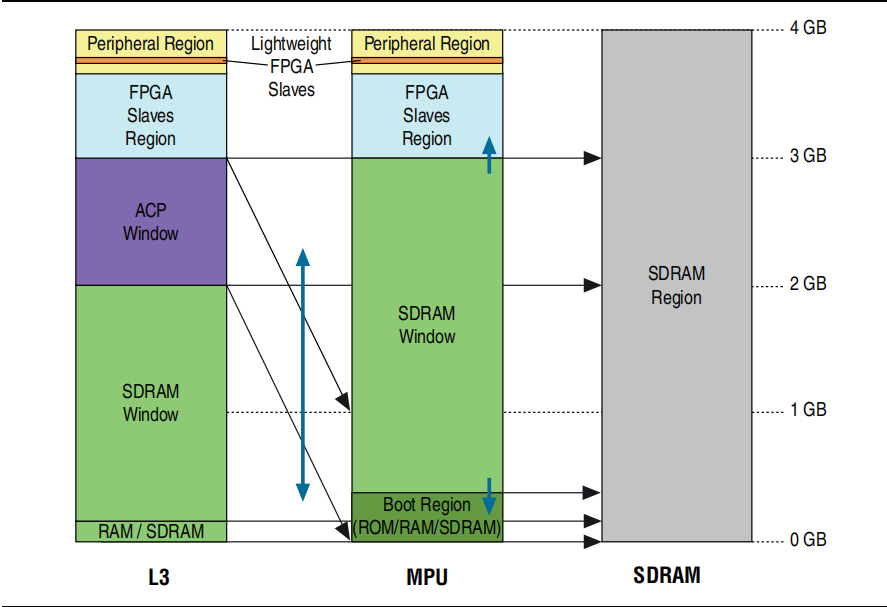 Peripheral Region
Lightweight
FPGA
Slaves
Peripheral Region
4 GB
FPGA
Slaves
Region
FPGA
Slaves
Region
3 GB
ACP
Window
SDRAM
Region
2 GB
SDRAM
Window
SDRAM
Window
1 GB
Boot Region
(ROM/RAM/SDRAM)
RAM / SDRAM
0 GB
L3
MPU
SDRAM